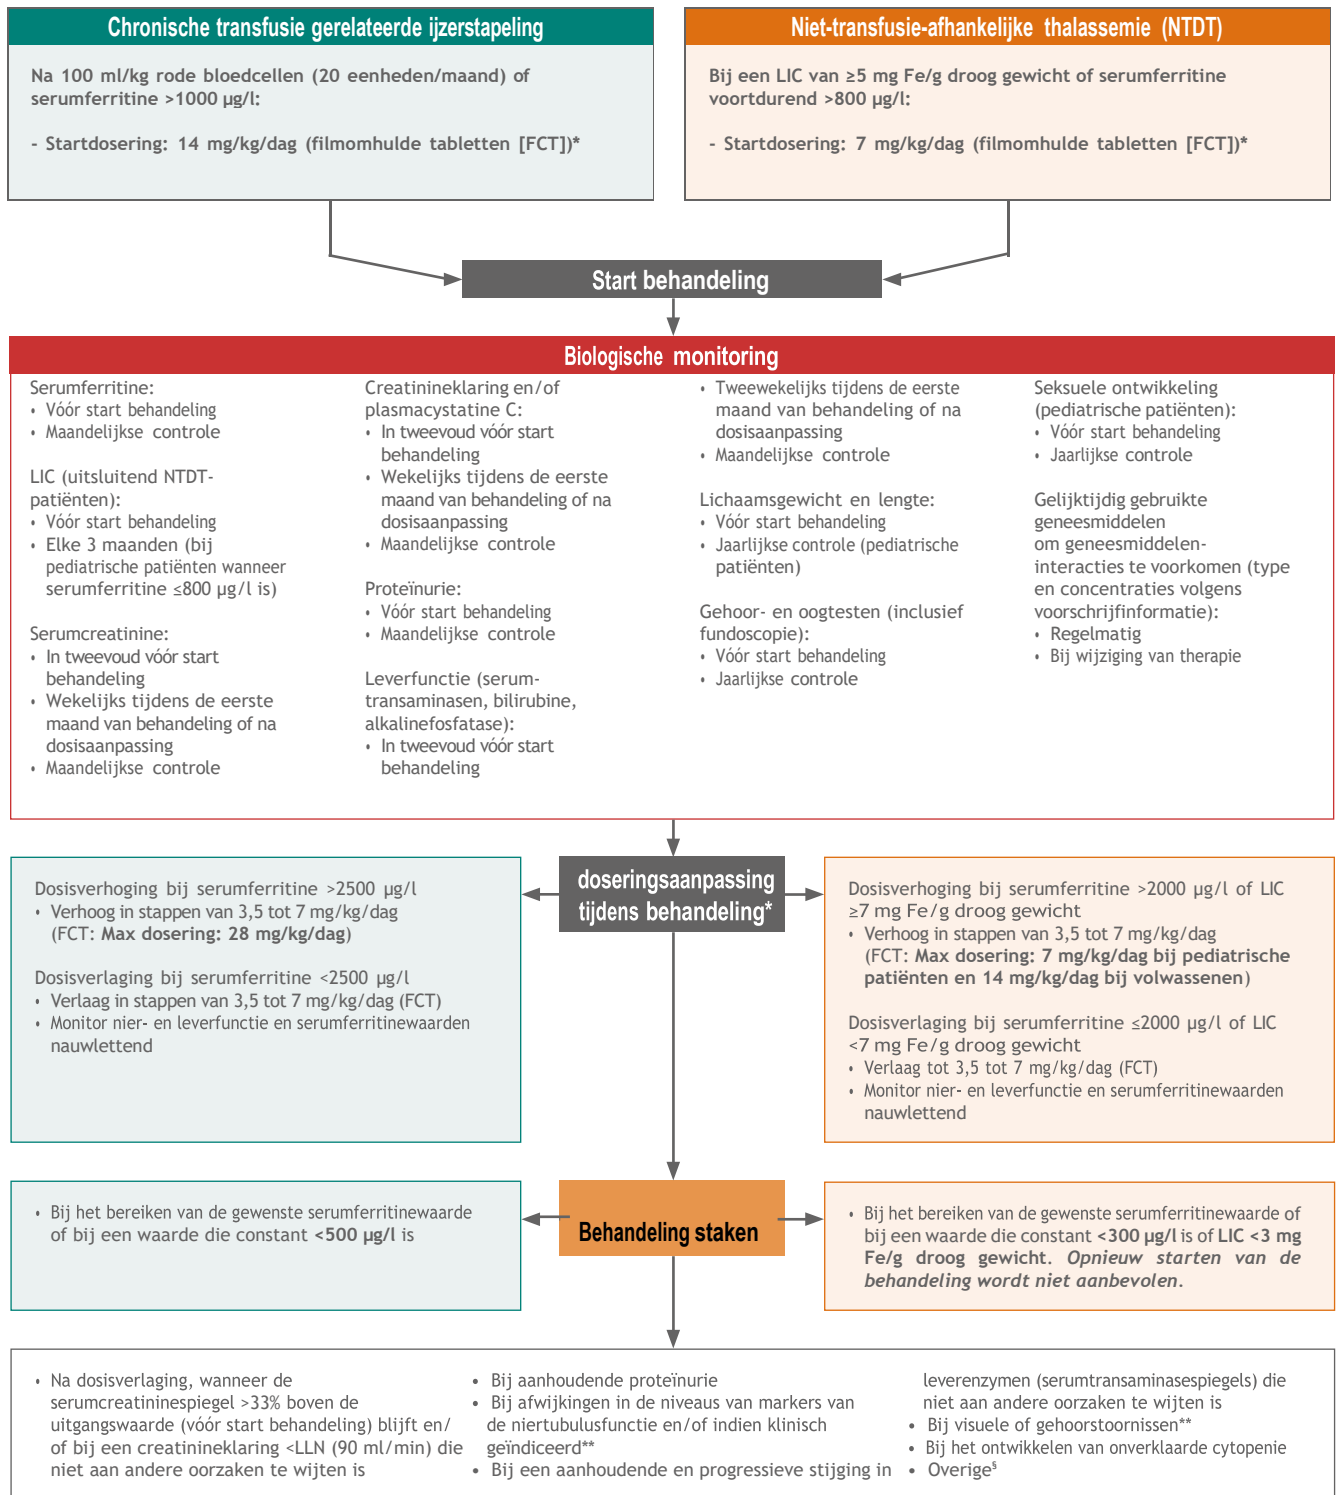 Chronische transfusie gerelateerde ijzerstapeling
Na 100 ml/kg rode bloedcellen (20 eenheden/maand) of
serumferritine >1000 µg/l:
- Startdosering: 14 mg/kg/dag (filmomhulde tabletten [FCT])*
Niet-transfusie-afhankelijke thalassemie (NTDT)
Bij een LIC van ≥5 mg Fe/g droog gewicht of serumferritine
voortdurend >800 µg/l:
- Startdosering: 7 mg/kg/dag (filmomhulde tabletten [FCT])*
Start behandeling
Biologische monitoring
Serumferritine:
• Vóór start behandeling
• Maandelijkse controle
LIC (uitsluitend NTDT-
patiënten):
• Vóór start behandeling
• Elke 3 maanden (bij
pediatrische patiënten wanneer
serumferritine ≤800 µg/l is)
Serumcreatinine:
• In tweevoud vóór start
behandeling
• Wekelijks tijdens de eerste
maand van behandeling of na
dosisaanpassing
• Maandelijkse controle
Creatinineklaring en/of
plasmacystatine C:
• In tweevoud vóór start
behandeling
• Wekelijks tijdens de eerste
maand van behandeling of na
dosisaanpassing
• Maandelijkse controle
Proteïnurie:
• Vóór start behandeling
• Maandelijkse controle
Leverfunctie (serum-
transaminasen, bilirubine,
alkalinefosfatase):
• In tweevoud vóór start
behandeling
• Tweewekelijks tijdens de eerste
maand van behandeling of na
dosisaanpassing
• Maandelijkse controle
Lichaamsgewicht en lengte:
• Vóór start behandeling
• Jaarlijkse controle (pediatrische
patiënten)
Gehoor- en oogtesten (inclusief
fundoscopie):
• Vóór start behandeling
• Jaarlijkse controle
Seksuele ontwikkeling
(pediatrische patiënten):
• Vóór start behandeling
• Jaarlijkse controle
Gelijktijdig gebruikte
geneesmiddelen
om geneesmiddelen-
interacties te voorkomen (type
en concentraties volgens
voorschrijfinformatie):
• Regelmatig
• Bij wijziging van therapie
doseringsaanpassing
tijdens behandeling*
Dosisverhoging bij serumferritine >2500 µg/l
• Verhoog in stappen van 3,5 tot 7 mg/kg/dag
(FCT: Max dosering: 28 mg/kg/dag)
Dosisverlaging bij serumferritine <2500 µg/l
• Verlaag in stappen van 3,5 tot 7 mg/kg/dag (FCT)
• Monitor nier- en leverfunctie en serumferritinewaarden
nauwlettend
Dosisverhoging bij serumferritine >2000 µg/l of LIC
≥7 mg Fe/g droog gewicht
• Verhoog in stappen van 3,5 tot 7 mg/kg/dag
(FCT: Max dosering: 7 mg/kg/dag bij pediatrische
patiënten en 14 mg/kg/dag bij volwassenen)
Dosisverlaging bij serumferritine ≤2000 µg/l of LIC
<7 mg Fe/g droog gewicht
• Verlaag tot 3,5 tot 7 mg/kg/dag (FCT)
• Monitor nier- en leverfunctie en serumferritinewaarden
nauwlettend
Behandeling staken
• Bij het bereiken van de gewenste serumferritinewaarde
of bij een waarde die constant <500 µg/l is
• Bij het bereiken van de gewenste serumferritinewaarde of
bij een waarde die constant <300 µg/l is of LIC <3 mg
Fe/g droog gewicht. Opnieuw starten van de
behandeling wordt niet aanbevolen.
• Na dosisverlaging, wanneer de
serumcreatininespiegel >33% boven de
uitgangswaarde (vóór start behandeling) blijft en/
of bij een creatinineklaring <LLN (90 ml/min) die
niet aan andere oorzaken te wijten is
• Bij aanhoudende proteïnurie
• Bij afwijkingen in de niveaus van markers van
de niertubulusfunctie en/of indien klinisch
geïndiceerd**
• Bij een aanhoudende en progressieve stijging in
leverenzymen (serumtransaminasespiegels) die
niet aan andere oorzaken te wijten is
• Bij visuele of gehoorstoornissen**
• Bij het ontwikkelen van onverklaarde cytopenie
• Overige§